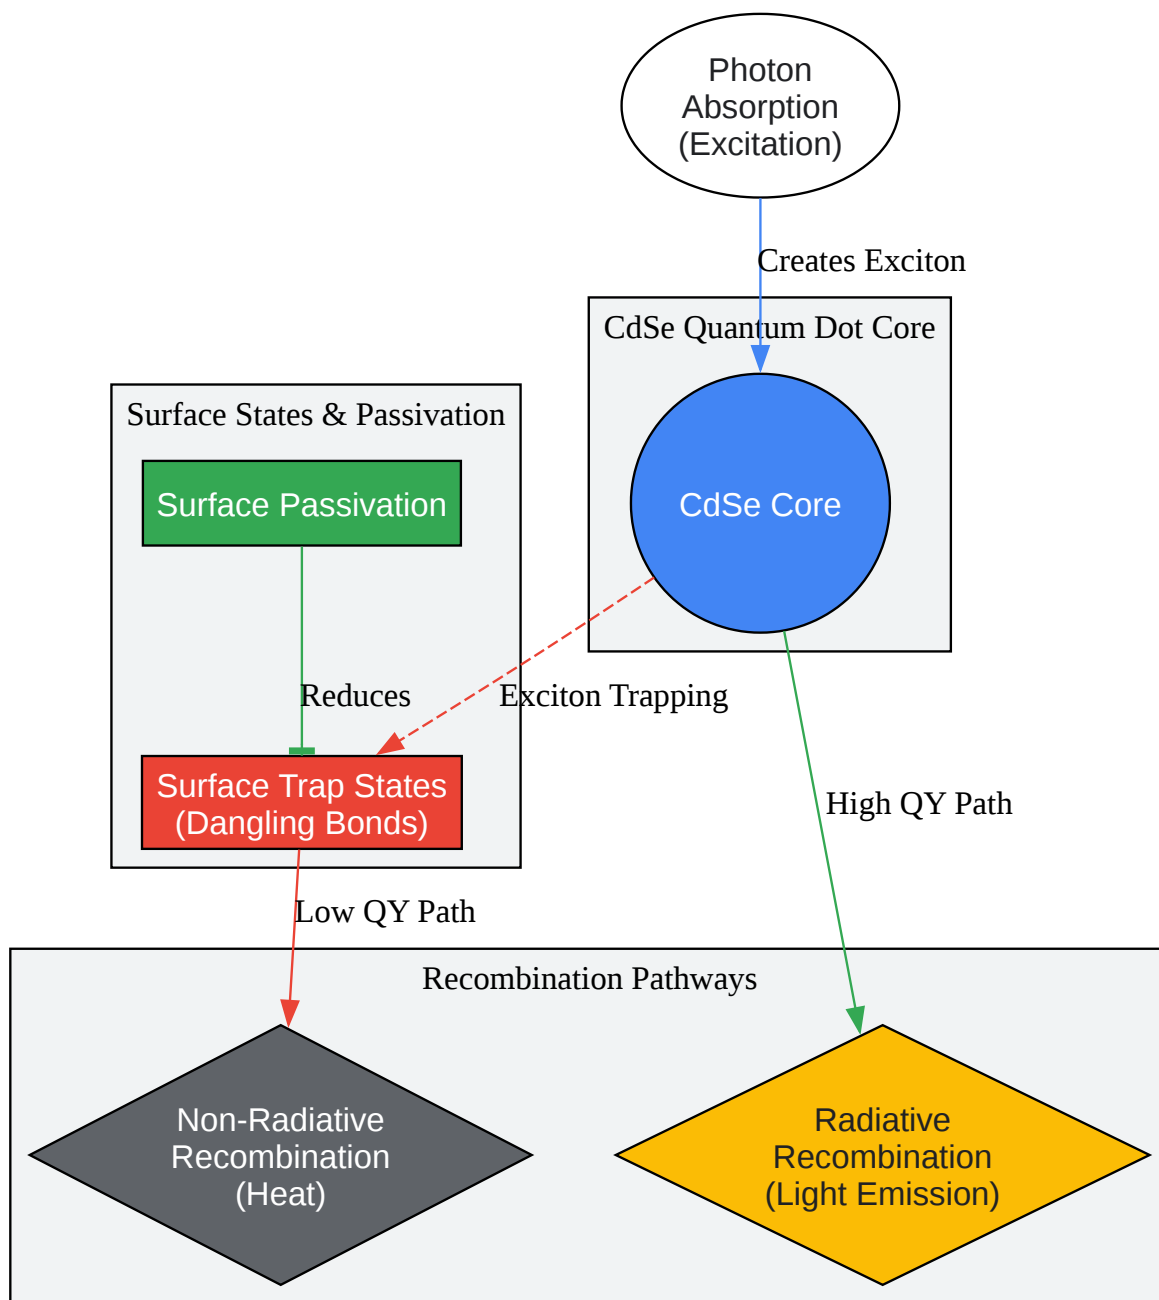 Photon
Absorption
(Excitation)
Creates Exciton
CdSe Quantum Dot Core
Surface States & Passivation
Surface Passivation
CdSe Core
Reduces
Exciton Trapping
Surface Trap States
(Dangling Bonds)
High QY Path
Low QY Path
Recombination Pathways
Non-Radiative
Recombination
(Heat)
Radiative
Recombination
(Light Emission)